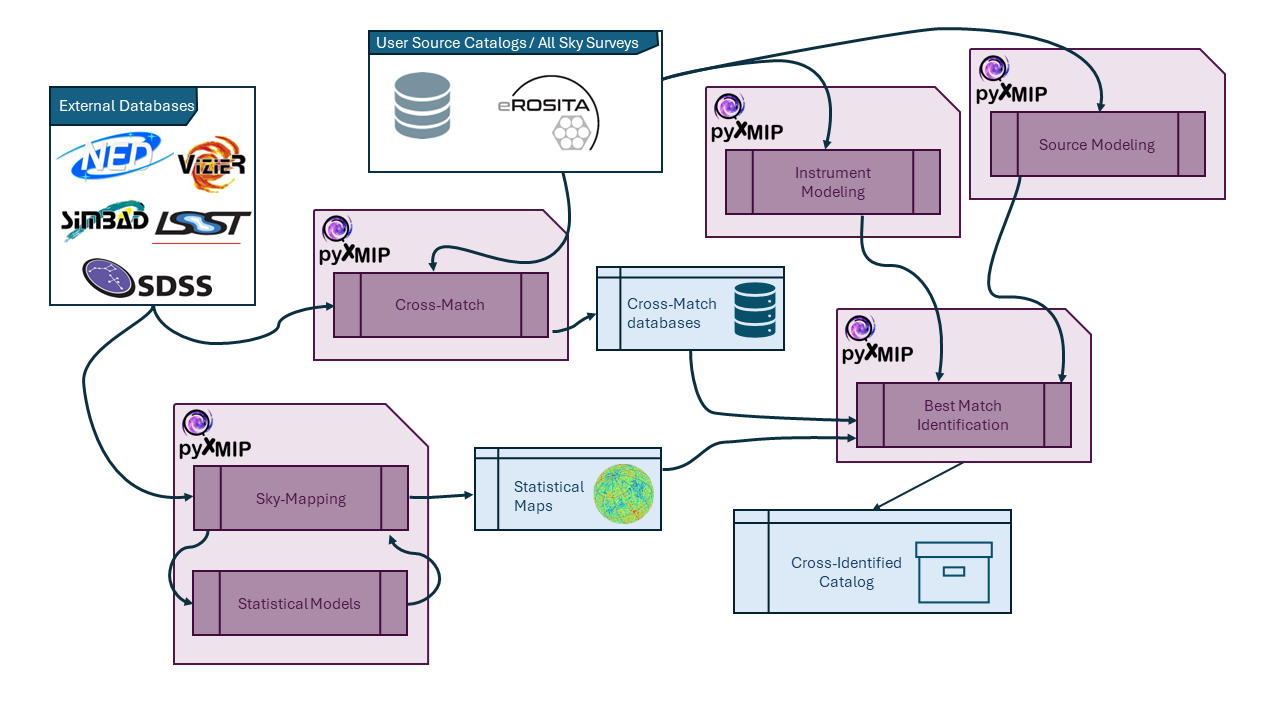 User Source Catalogs / All Sky Surveys
eROSITA
External Databases
NED
VizieR
SiMBAD
LSST
SDSS
pyXMIP
Source Modeling
pyXMIP
Instrument
Modeling
pyXMIP
Cross-Match
Cross-Match
databases
pyXMIP
Best Match
Identification
pyXMIP
Sky-Mapping
Statistical Models
Statistical
Maps
Cross-Identified
Catalog